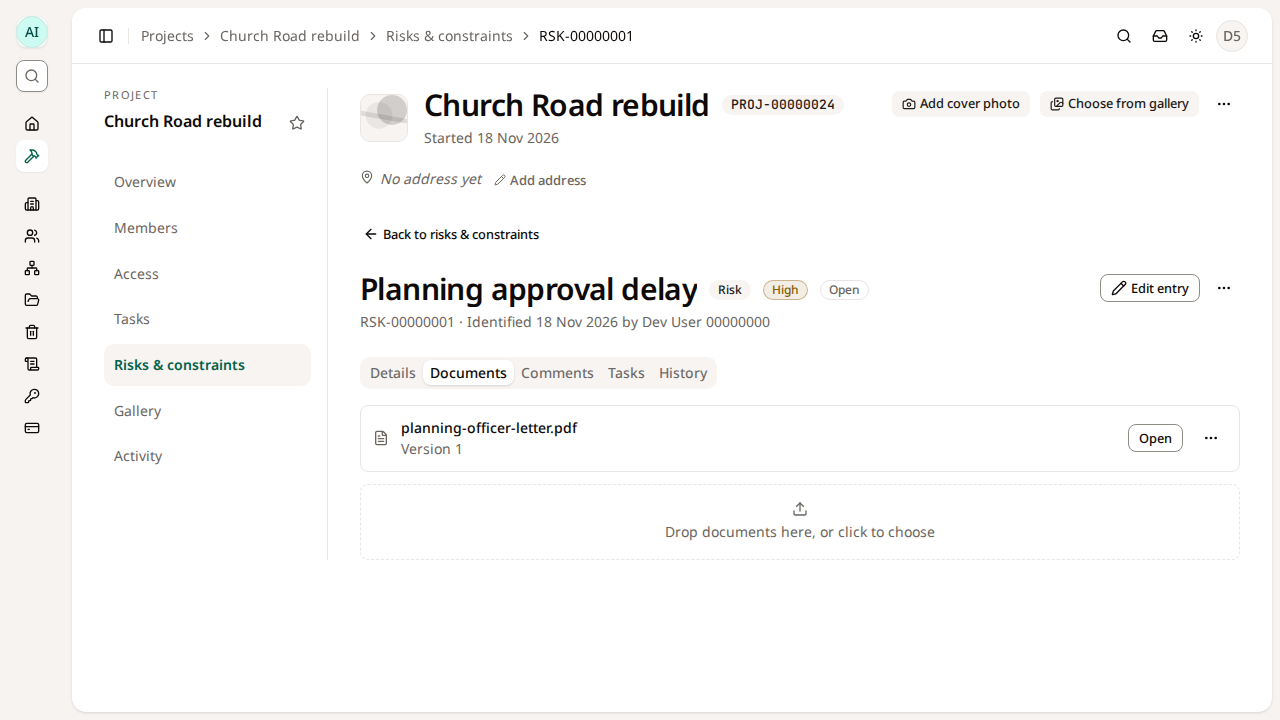 AI
Projects
Church Road rebuild
Risks & constraints
RSK-00000001
D5
PROJECT
Church Road rebuild
Overview
Members
Access
Tasks
Risks & constraints
Gallery
Activity
Church Road rebuild
PROJ-00000024
Add cover photo
Choose from gallery
Started 18 Nov 2026
No address yet
Add address
Back to risks & constraints
Planning approval delay
Risk
High
Open
Edit entry
RSK-00000001 · Identified 18 Nov 2026 by Dev User 00000000
Details
Documents
Comments
Tasks
History
planning-officer-letter.pdf
Version 1
Open
Drop documents here, or click to choose